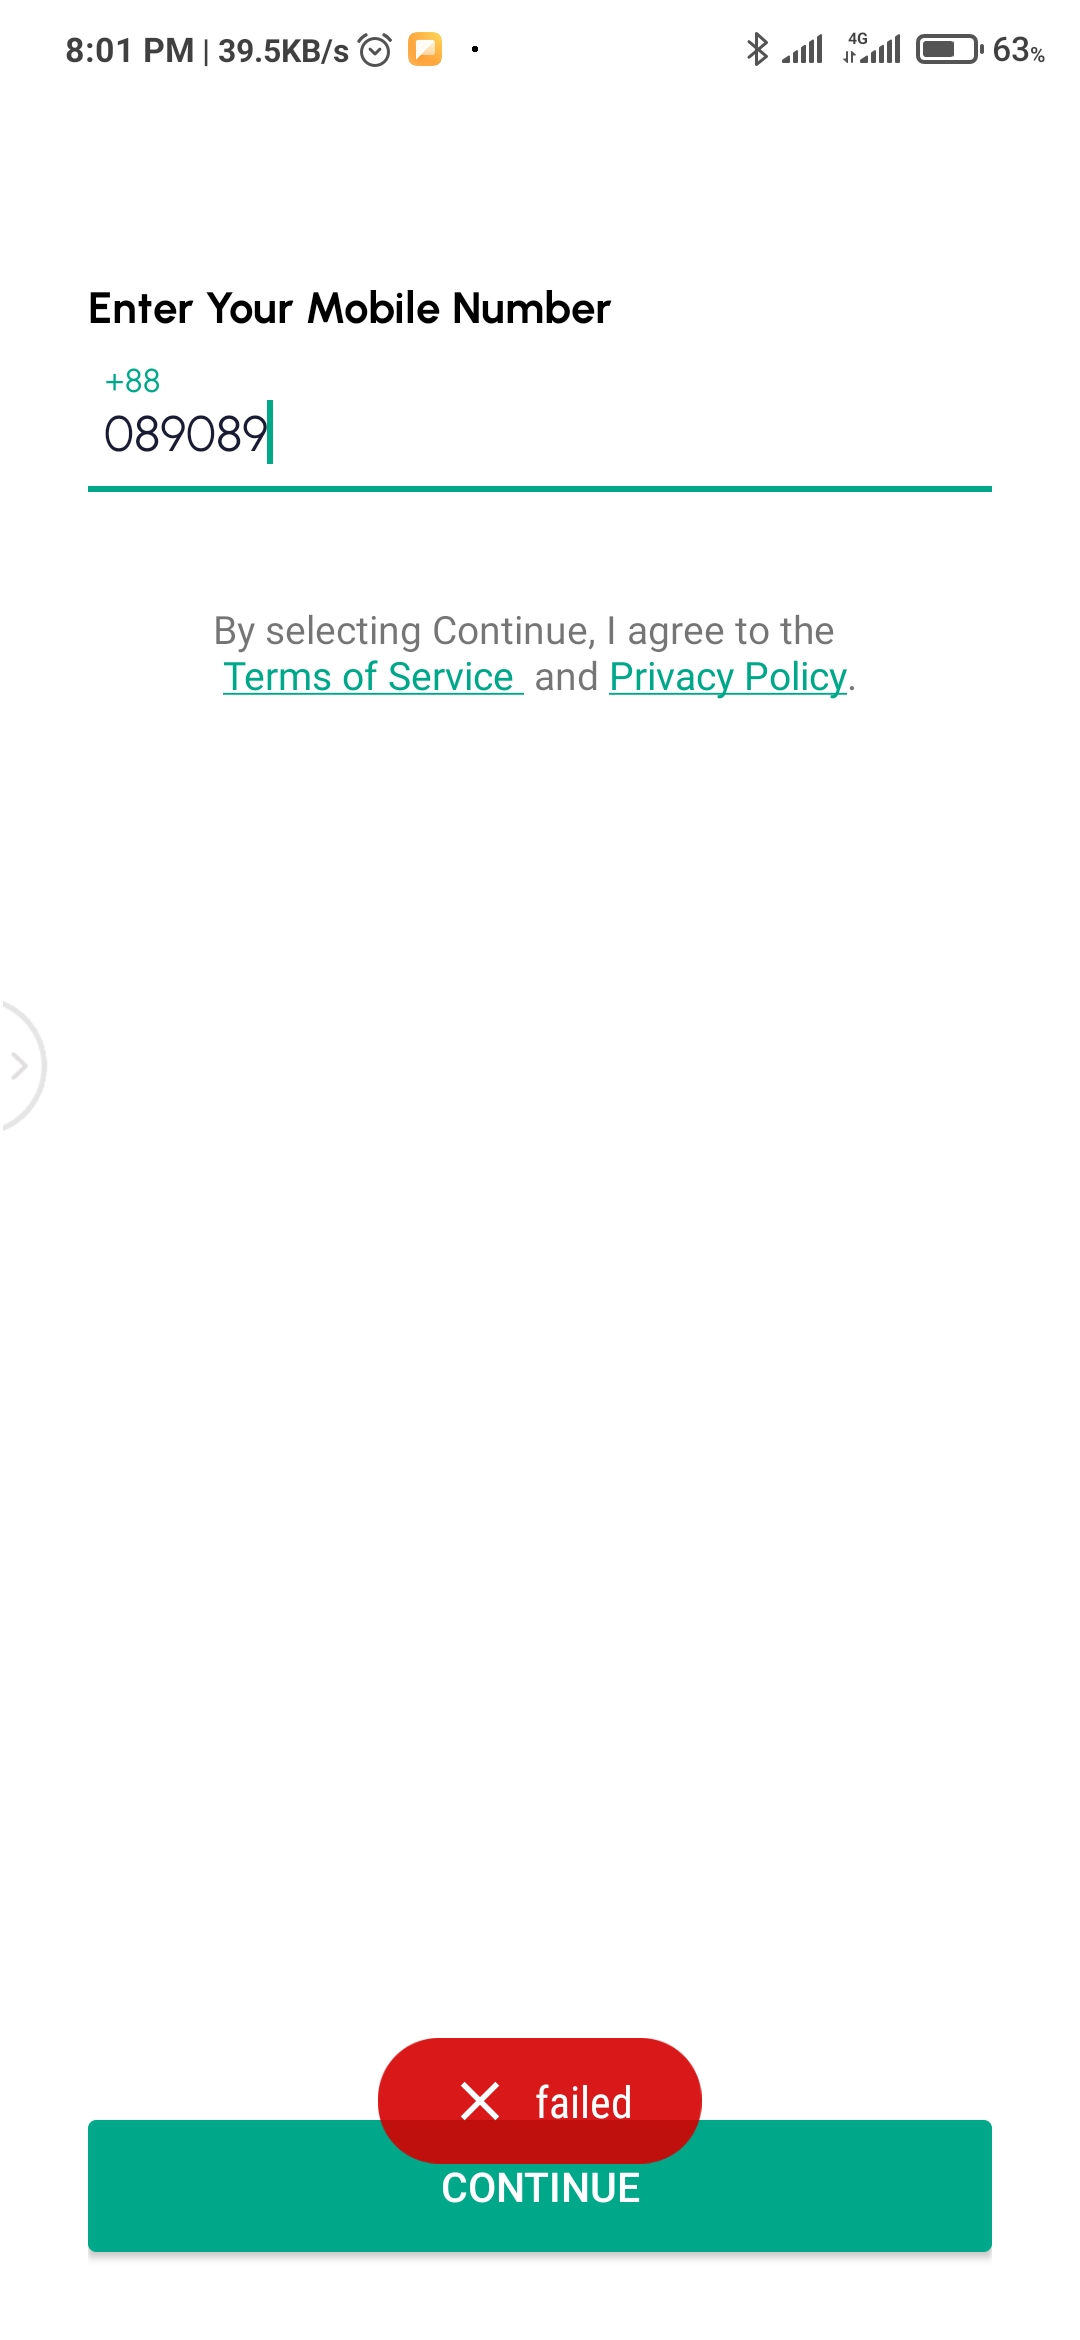 8:01 PM | 39.5KB/s 4G 63%
Enter Your Mobile Number
+88
089089
By selecting Continue, I agree to the
Terms of Service and Privacy Policy.
failed
CONTINUE